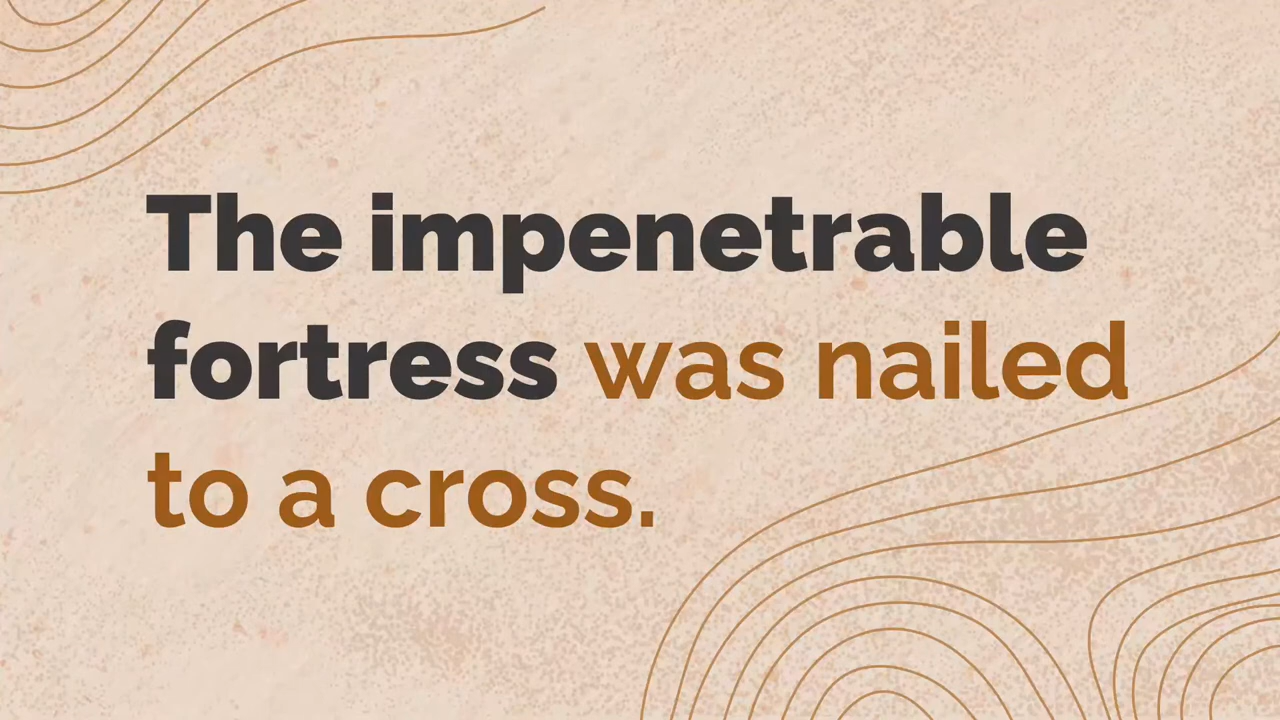 The impenetrable
fortress was nailed
to a cross.